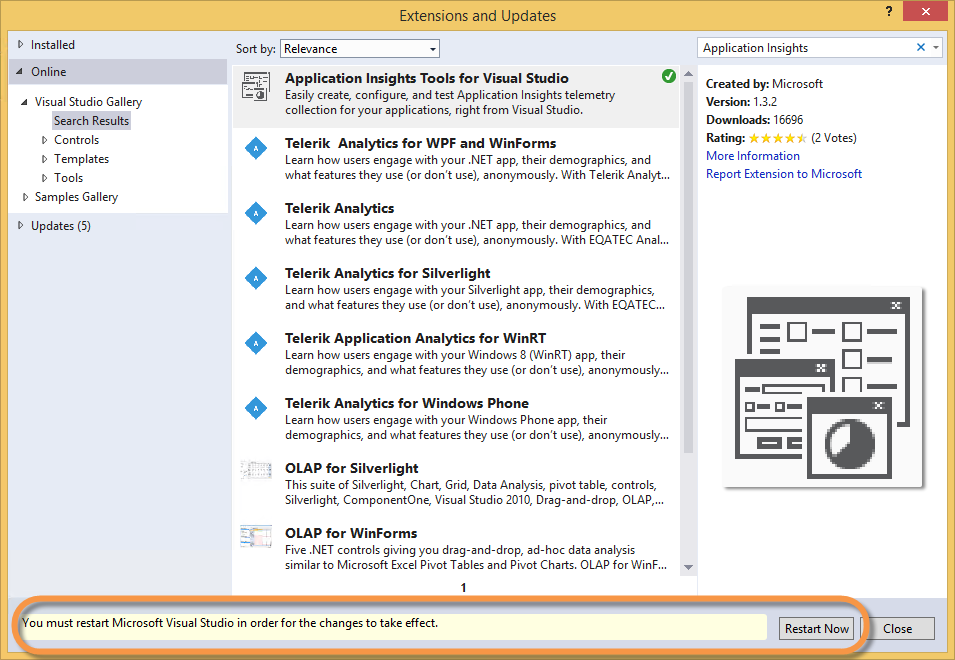 Extensions and Updates
?
Installed
Online
Visual Studio Gallery
Search Results
Controls
Templates
Tools
Samples Gallery
Updates (5)
Sort by: Relevance
Application Insights Tools for Visual Studio
Easily create, configure, and test Application Insights telemetry
collection for your applications, right from Visual Studio.
A
Telerik  Analytics for WPF and WinForms
Learn how users engage with your .NET app, their demographics, and
what features they use (or don't use), anonymously. With Telerik Analyt...
A
Telerik Analytics
Learn how users engage with your .NET app, their demographics, and
what features they use (or don't use), anonymously. With EQATEC Anal...
A
Telerik Analytics for Silverlight
Learn how users engage with your Silverlight app, their demographics,
and what features they use (or don't use), anonymously. With EQATEC...
A
Telerik Application Analytics for WinRT
Learn how users engage with your Windows 8 (WinRT) app, their
demographics, and what features they use (or don't use), anonymously...
A
Telerik Analytics for Windows Phone
Learn how users engage with your Windows Phone app, their
demographics, and what features they use (or don't use), anonymously...
OLAP for Silverlight
This suite of Silverlight, Chart, Grid, Data Analysis, pivot table, controls,
Silverlight, ComponentOne, Visual Studio 2010, Drag-and-drop, OLAP,...
OLAP for WinForms
Five .NET controls giving you drag-and-drop, ad-hoc data analysis
similar to Microsoft Excel Pivot Tables and Pivot Charts. OLAP for WinF...
1
Application Insights
Created by: Microsoft
Version: 1.3.2
Downloads: 16696
Rating: (2 Votes)
More Information
Report Extension to Microsoft
You must restart Microsoft Visual Studio in order for the changes to take effect.
Restart Now
Close